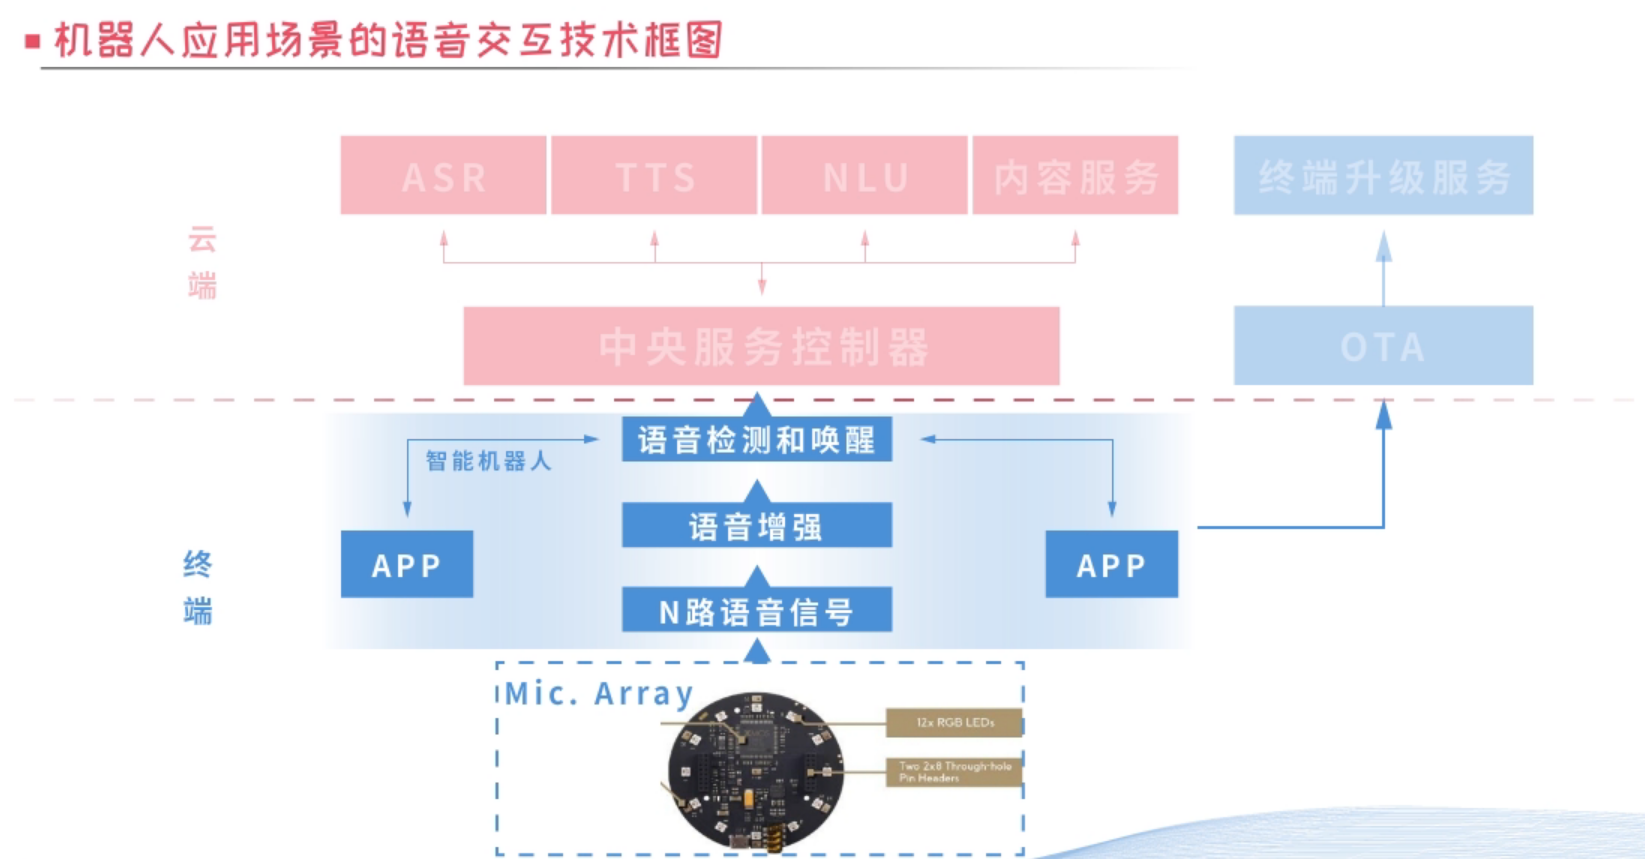 机器人应用场景的语音交互技术框图
ASR
TTS
NLU
内容服务
终端升级服务
云端
中央服务控制器
OTA
语音检测和唤醒
智能机器人
语音增强
APP
APP
终端
N路语音信号
Mic. Array
12x RGB LEDs
Two 2x8 Through-hole
Pin Headers